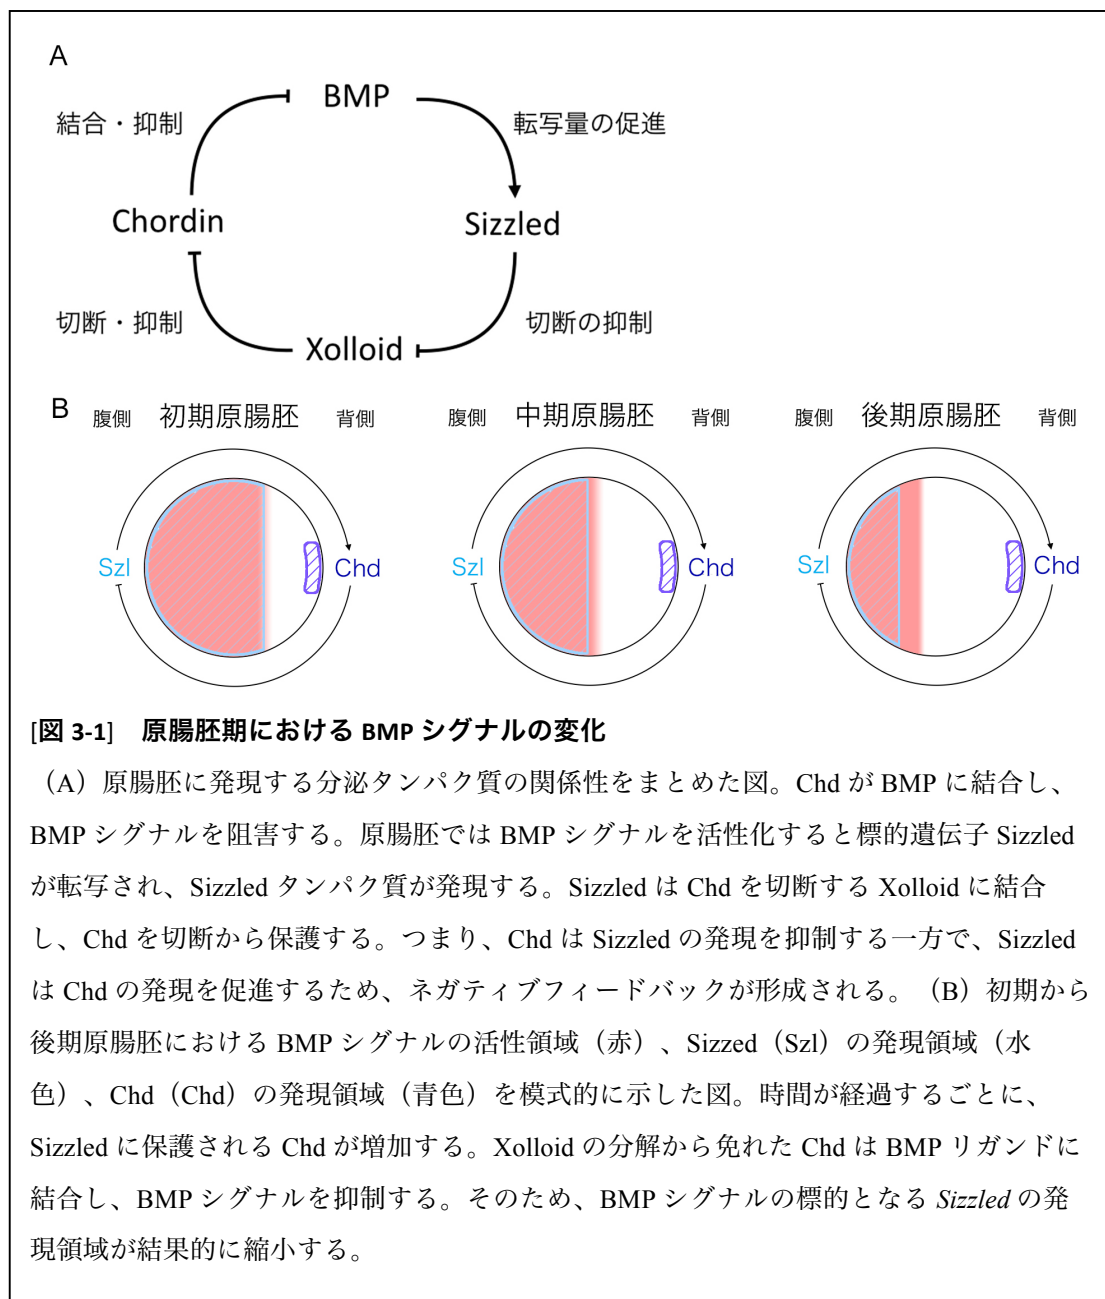 A
BMP
結合・抑制
転写量の促進
Chordin
Sizzled
切断・抑制
切断の抑制
Xolloid
B
腹側 初期原腸胚 背側
腹側 中期原腸胚 背側
腹側 後期原腸胚 背側
Szl Chd
Szl Chd
Szl Chd
[図 3-1] 原腸胚期における BMP シグナルの変化
（A）原腸胚に発現する分泌タンパク質の関係性をまとめた図。Chd が BMP に結合し、
BMP シグナルを阻害する。原腸胚では BMP シグナルを活性化すると標的遺伝子 Sizzled
が転写され、Sizzled タンパク質が発現する。Sizzled は Chd を切断する Xolloid に結合
し、Chd を切断から保護する。つまり、Chd は Sizzled の発現を抑制する一方で、Sizzled
は Chd の発現を促進するため、ネガティブフィードバックが形成される。（B）初期から
後期原腸胚における BMP シグナルの活性領域（赤）、Sizzed（Szl）の発現領域（水
色）、Chd（Chd）の発現領域（青色）を模式的に示した図。時間が経過するごとに、
Sizzled に保護される Chd が増加する。Xolloid の分解から免れた Chd は BMP リガンドに
結合し、BMP シグナルを抑制する。そのため、BMP シグナルの標的となる Sizzled の発
現領域が結果的に縮小する。